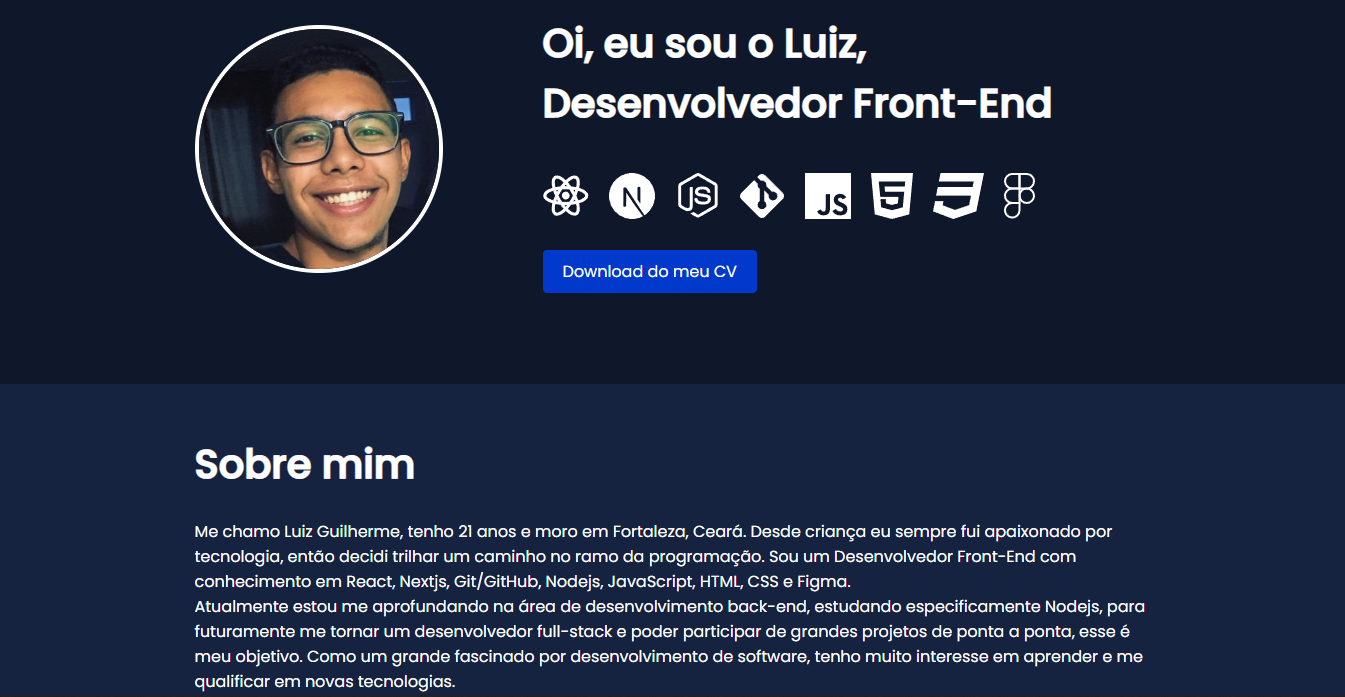 Oi, eu sou o Luiz,
Desenvolvedor Front-End
N JS JS 5 3
Download do meu CV
Sobre mim
Me chamo Luiz Guilherme, tenho 21 anos e moro em Fortaleza, Ceará. Desde criança eu sempre fui apaixonado por
tecnologia, então decidi trilhar um caminho no ramo da programação. Sou um Desenvolvedor Front-End com
conhecimento em React, Nextjs, Git/GitHub, Nodejs, JavaScript, HTML, CSS e Figma.
Atualmente estou me aprofundando na área de desenvolvimento back-end, estudando especificamente Nodejs, para
futuramente me tornar um desenvolvedor full-stack e poder participar de grandes projetos de ponta a ponta, esse é
meu objetivo. Como um grande fascinado por desenvolvimento de software, tenho muito interesse em aprender e me
qualificar em novas tecnologias.